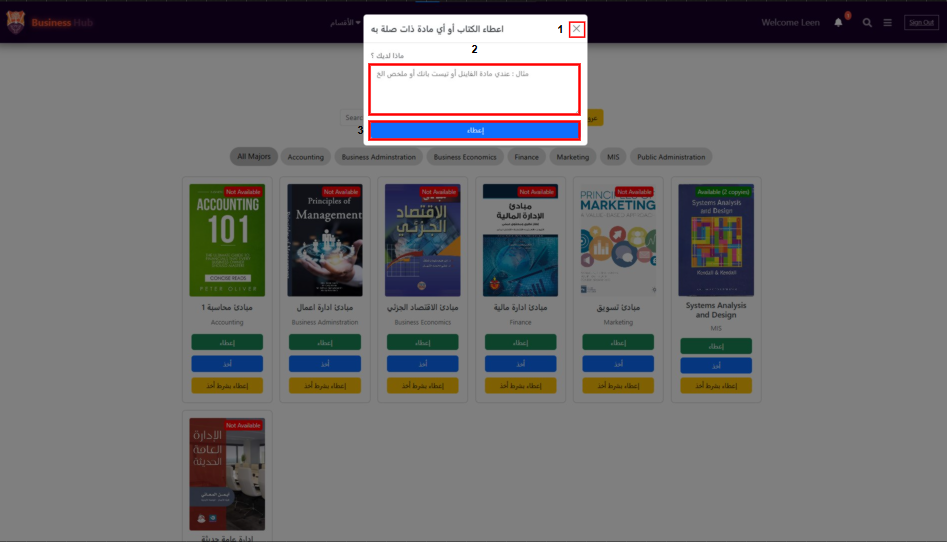 Business Hub
الأقسام
Welcome Leen
Sign Out
اعطاء الكتاب أو أي مادة ذات صلة به
1
2
ماذا لديك ؟
مثال : عندي مادة الفاينل أو تيست بانك أو ملخص الخ
3
إعطاء
All Majors
Accounting
Business Adminstration
Business Economics
Finance
Marketing
MIS
Public Administration
Not Available
ACCOUNTING
101
CONCISE READS
PETER OLIVER
مبادئ محاسبة 1
Accounting
إعطاء
أخذ
إعطاء بشرط أخذ
Not Available
Principles of
Management
مبادئ ادارة اعمال
Business Adminstration
إعطاء
أخذ
إعطاء بشرط أخذ
Not Available
مبادئ
الاقتصاد
الجزئي
مبادئ الاقتصاد الجزئي
Business Economics
إعطاء
أخذ
إعطاء بشرط أخذ
Not Available
مبادئ
الإدارة المالية
مبادئ ادارة مالية
Finance
إعطاء
أخذ
إعطاء بشرط أخذ
Not Available
MARKETING
مبادئ تسويق
Marketing
إعطاء
أخذ
إعطاء بشرط أخذ
Available (2 copyies)
Systems Analysis
and Design
Kendall & Kendall
Systems Analysis
and Design
MIS
إعطاء
أخذ
إعطاء بشرط أخذ
Not Available
الإدارة
العامة
الحديثة
إدارة عامة حديثة